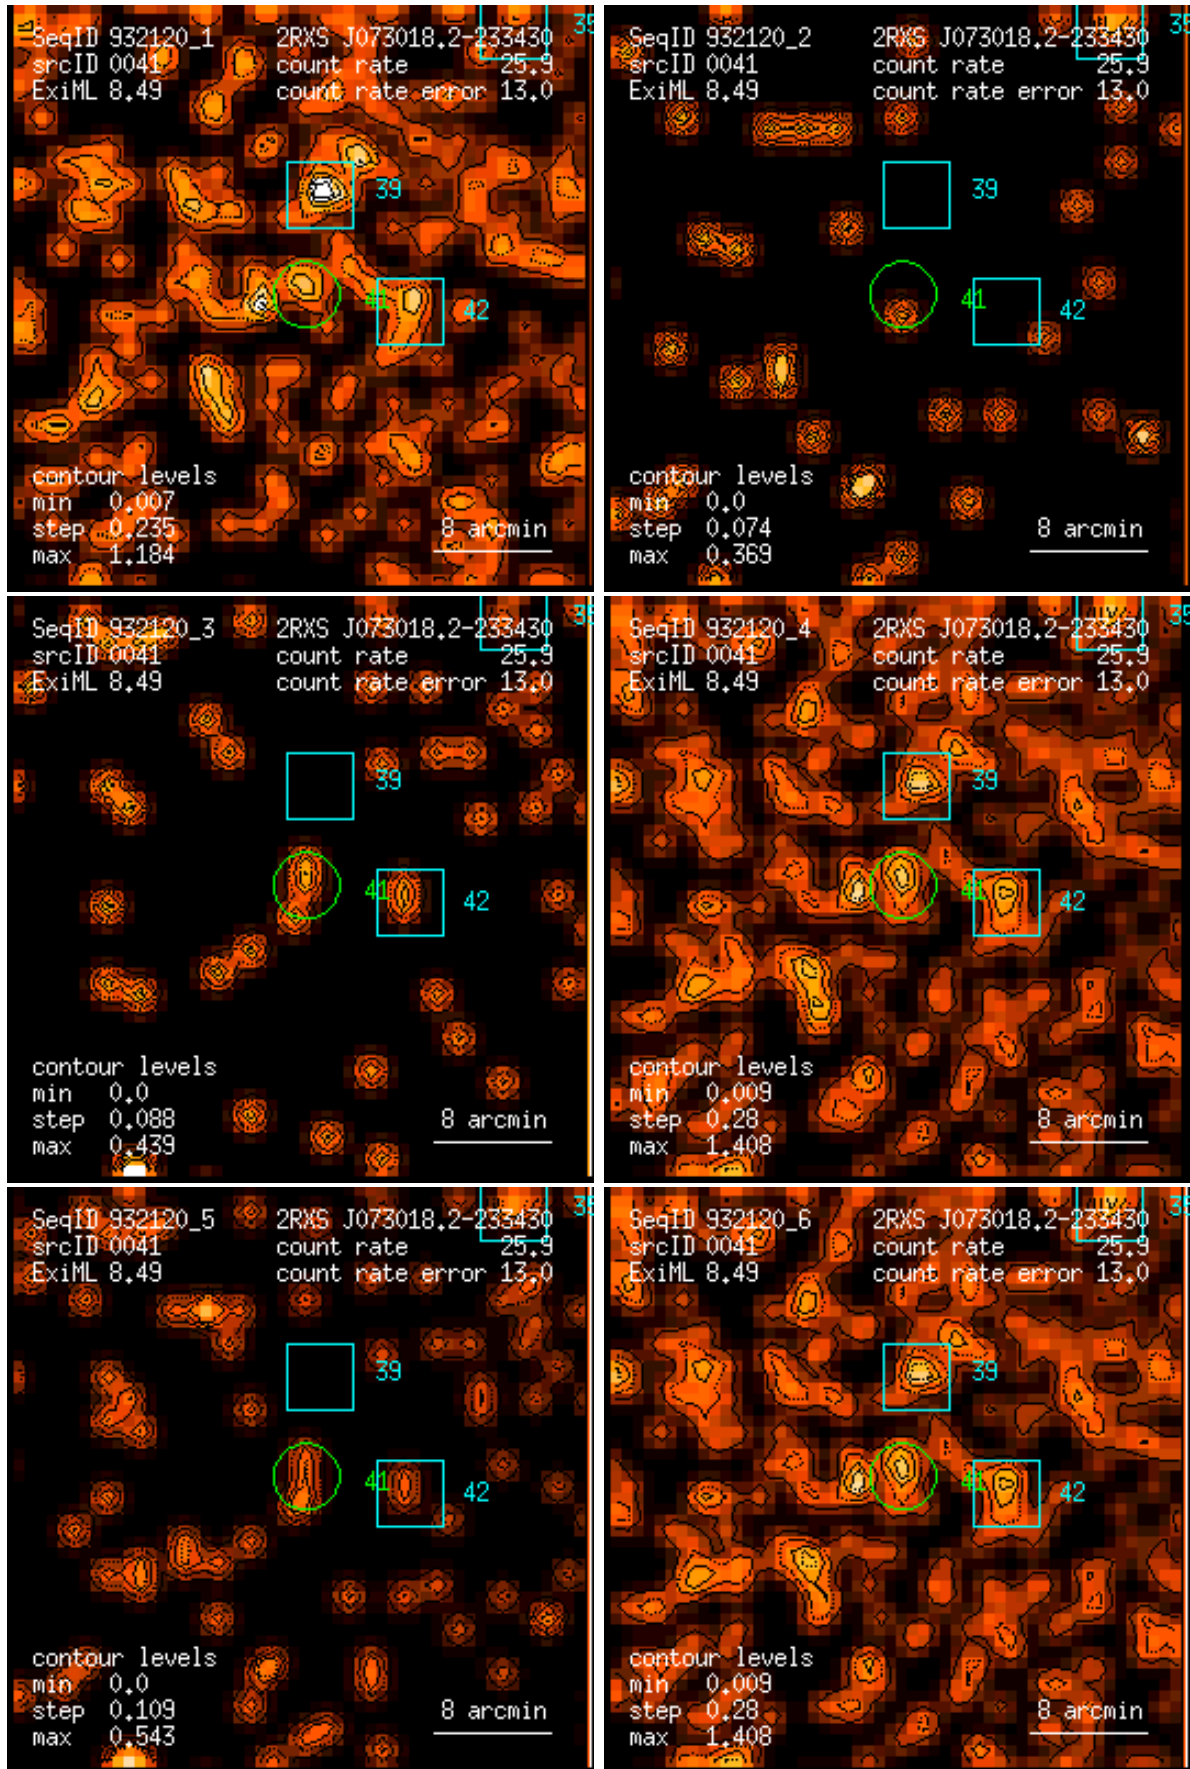 SeqID 932120_1 2RXS J073018.2-233430 35
srcID 0041 count rate 25.9
ExiML 8.49 count rate error 13.0
39
41
42
contour levels
min 0.007
step 0.235
max 1.184
8 arcmin
SeqID 932120_2 2RXS J073018.2-233430 35
srcID 0041 count rate 25.9
ExiML 8.49 count rate error 13.0
39
41
42
contour levels
min 0.0
step 0.074
max 0.369
8 arcmin
SeqID 932120_3 2RXS J073018.2-233430 35
srcID 0041 count rate 25.9
ExiML 8.49 count rate error 13.0
39
41
42
contour levels
min 0.0
step 0.088
max 0.439
8 arcmin
SeqID 932120_4 2RXS J073018.2-233430 35
srcID 0041 count rate 25.9
ExiML 8.49 count rate error 13.0
39
41
42
contour levels
min 0.009
step 0.28
max 1.408
8 arcmin
SeqID 932120_5 2RXS J073018.2-233430 35
srcID 0041 count rate 25.9
ExiML 8.49 count rate error 13.0
39
41
42
contour levels
min 0.0
step 0.109
max 0.543
8 arcmin
SeqID 932120_6 2RXS J073018.2-233430 35
srcID 0041 count rate 25.9
ExiML 8.49 count rate error 13.0
39
41
42
contour levels
min 0.009
step 0.28
max 1.408
8 arcmin